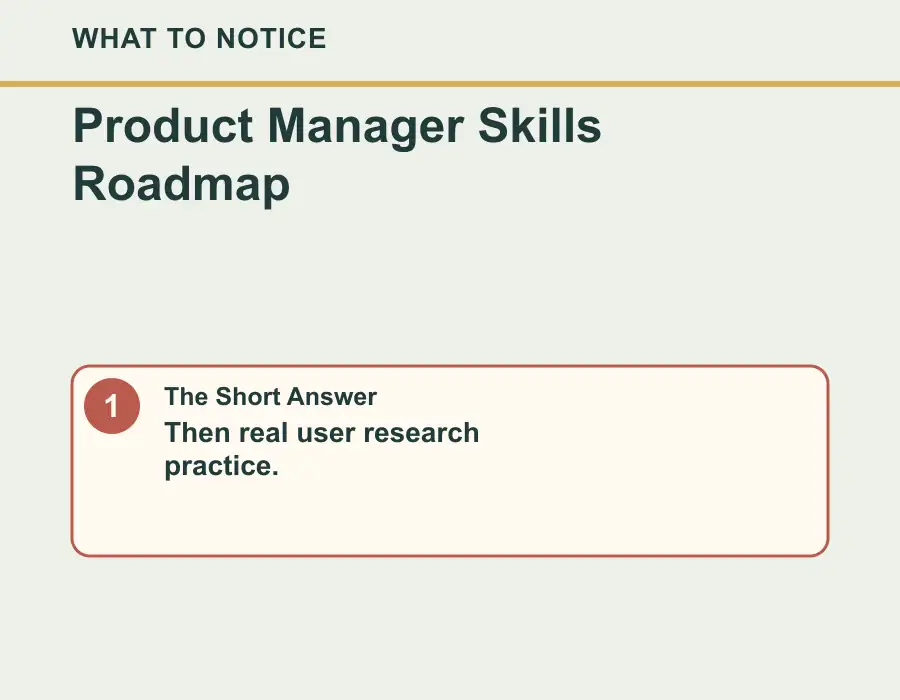 WHAT TO NOTICE
Product Manager Skills
Roadmap
1
The Short Answer
Then real user research
practice.